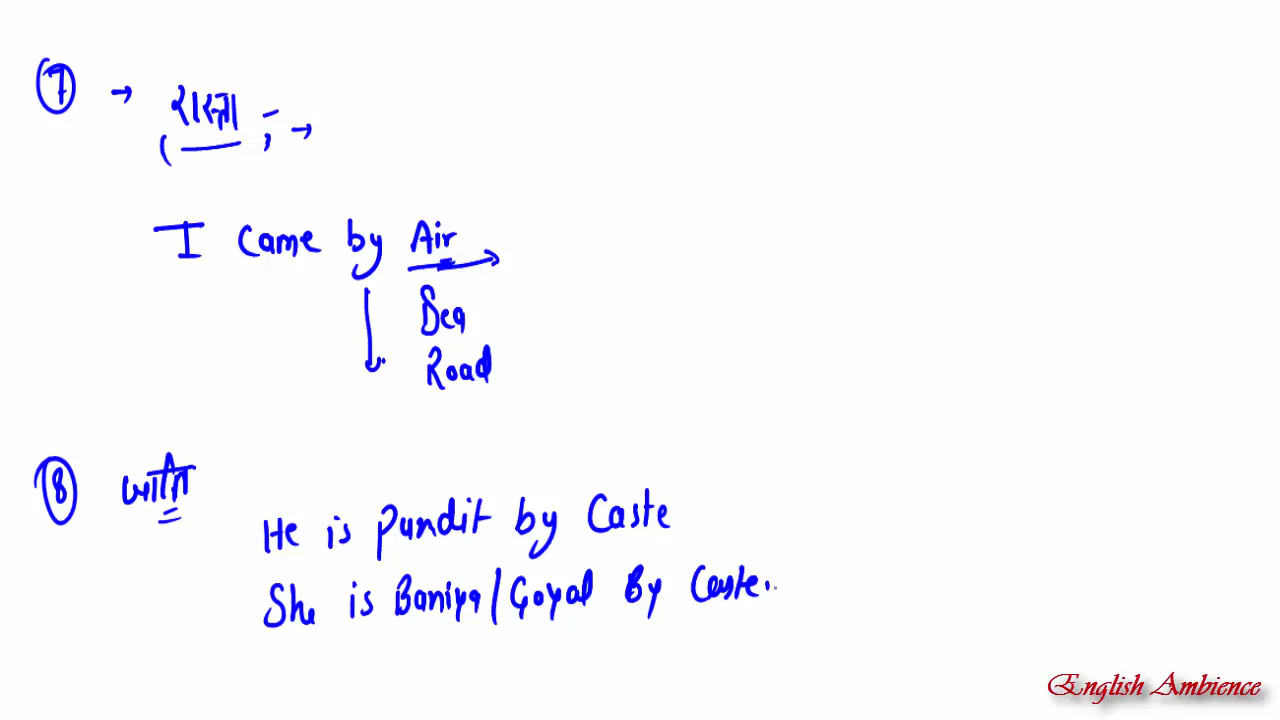 ⑦ → रास्ता ; →
I Came by Air
Sea
Road
⑧ जाति
He is Pundit by Caste
She is Baniya/Goyal By Caste.
English Ambience